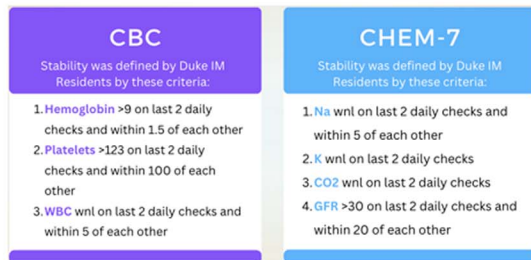 CBC
Stability was defined by Duke IM
Residents by these criteria:
1. Hemoglobin >9 on last 2 daily
checks and within 1.5 of each other
2. Platelets >123 on last 2 daily
checks and within 100 of each
other
3. WBC wnl on last 2 daily checks and
within 5 of each other
CHEM-7
Stability was defined by Duke IM
Residents by these criteria:
1. Na wnl on last 2 daily checks and
within 5 of each other
2. K wnl on last 2 daily checks
3. CO2 wnl on last 2 daily checks
4. GFR >30 on last 2 daily checks and
within 20 of each other